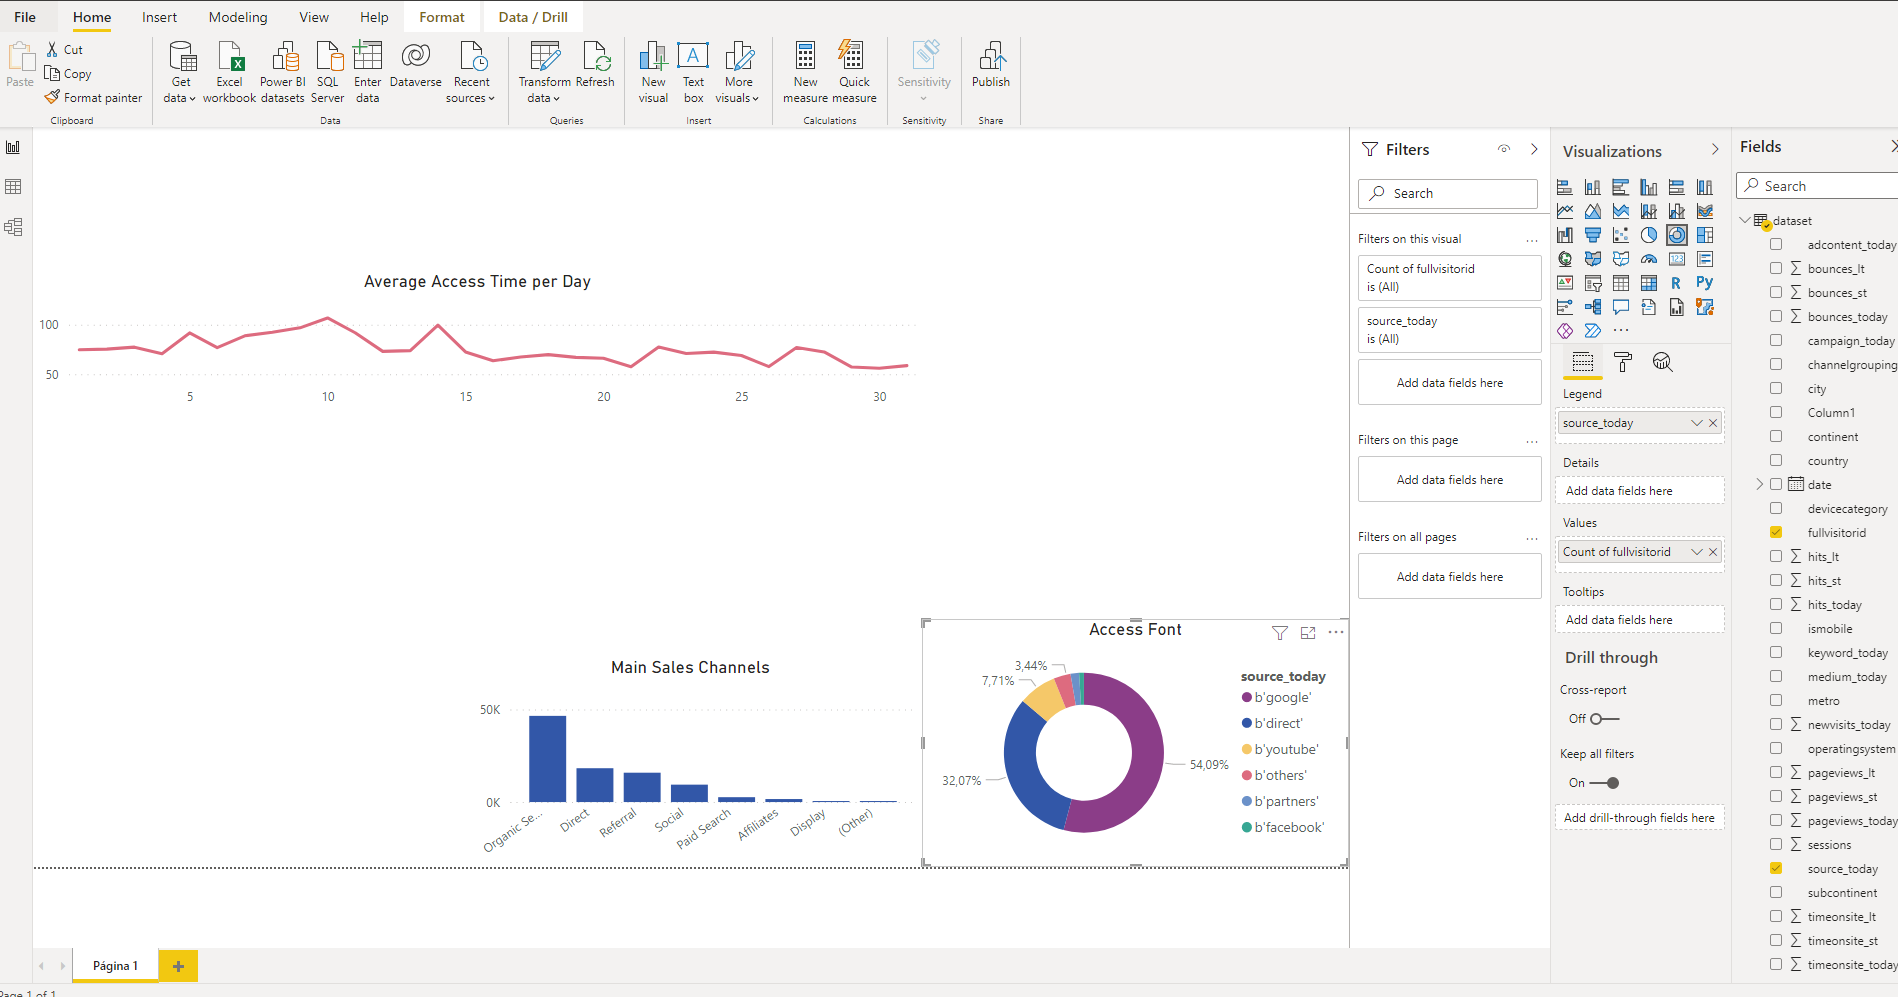 File
Home
Insert
Modeling
View
Help
Format
Data / Drill
Paste
Cut
Copy
Format painter
Clipboard
Get
data
Excel
workbook
Power BI
datasets
SQL
Server
Enter
data
Dataverse
Recent
sources
Data
Transform
data
Refresh
Queries
New
visual
A
Text
box
More
visuals
Insert
New
measure
Quick
measure
Calculations
Sensitivity
Sensitivity
Publish
Share
Average Access Time per Day
100
50
5
10
15
20
25
30
Main Sales Channels
50K
0K
Organic Se...
Direct
Referral
Social
Paid Search
Affiliates
Display
(Other)
Access Font
3,44%
7,71%
32,07%
54,09%
source_today
b'google'
b'direct'
b'youtube'
b'others'
b'partners'
b'facebook'
Filters
Search
Filters on this visual
Count of fullvisitorid
is (All)
source_today
is (All)
Add data fields here
Filters on this page
Add data fields here
Filters on all pages
Add data fields here
Visualizations
123
R
Py
Legend
source_today
Details
Add data fields here
Values
Count of fullvisitorid
Tooltips
Add data fields here
Drill through
Cross-report
Off
Keep all filters
On
Add drill-through fields here
Fields
Search
dataset
adcontent_today
bounces_lt
bounces_st
bounces_today
campaign_today
channelgrouping
city
Column1
continent
country
date
devicecategory
fullvisitorid
hits_lt
hits_st
hits_today
ismobile
keyword_today
medium_today
metro
newvisits_today
operatingsystem
pageviews_lt
pageviews_st
pageviews_today
sessions
source_today
subcontinent
timeonsite_lt
timeonsite_st
timeonsite_today
Página 1
Page 1 of 1